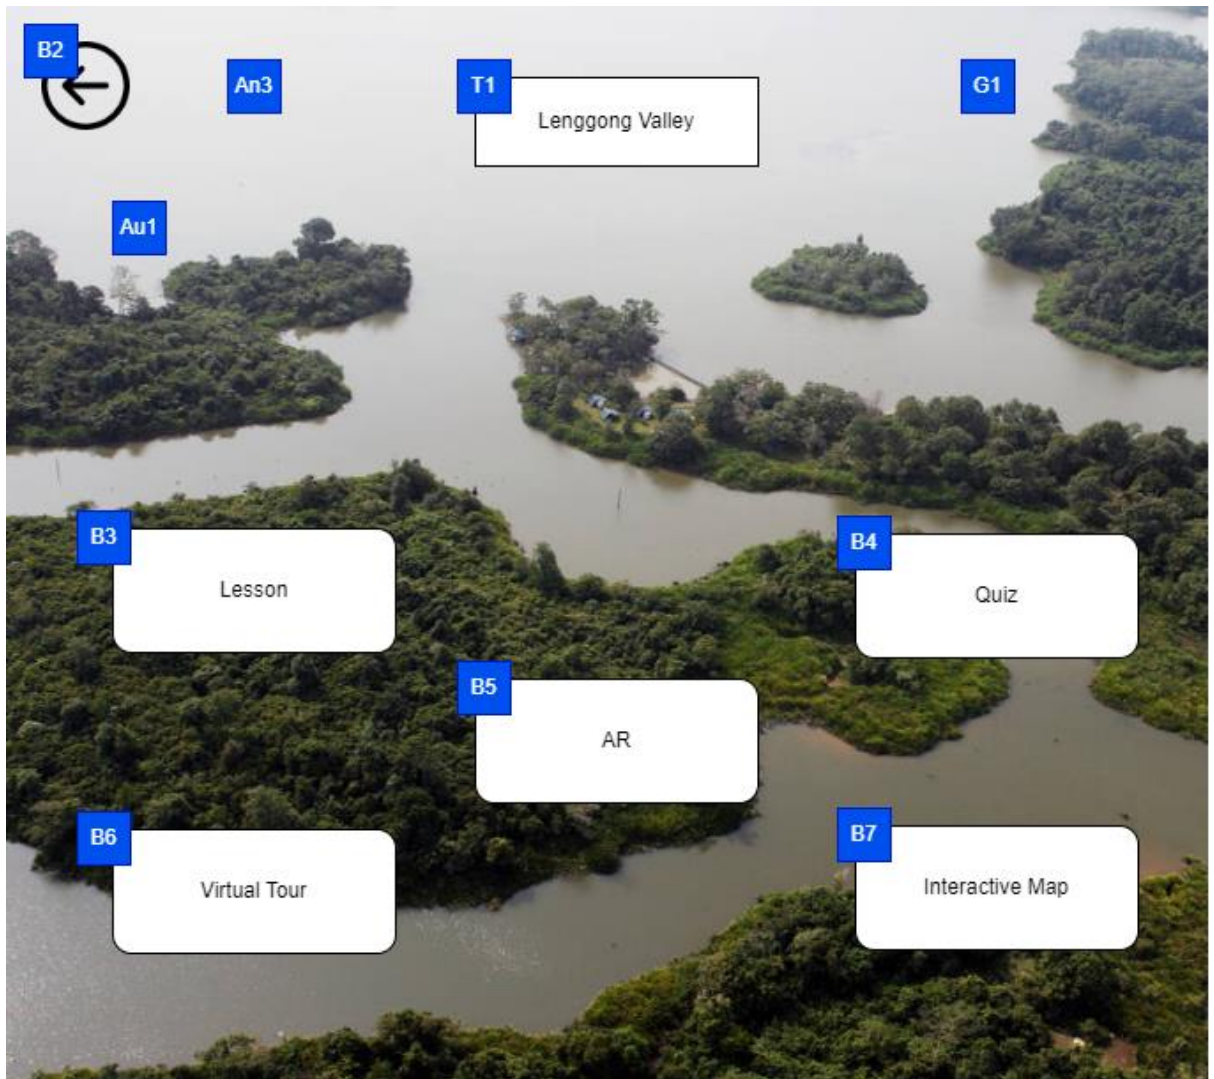 B2
An3
T1
Lenggong Valley
G1
Au1
B3
Lesson
B4
Quiz
B5
AR
B6
Virtual Tour
B7
Interactive Map